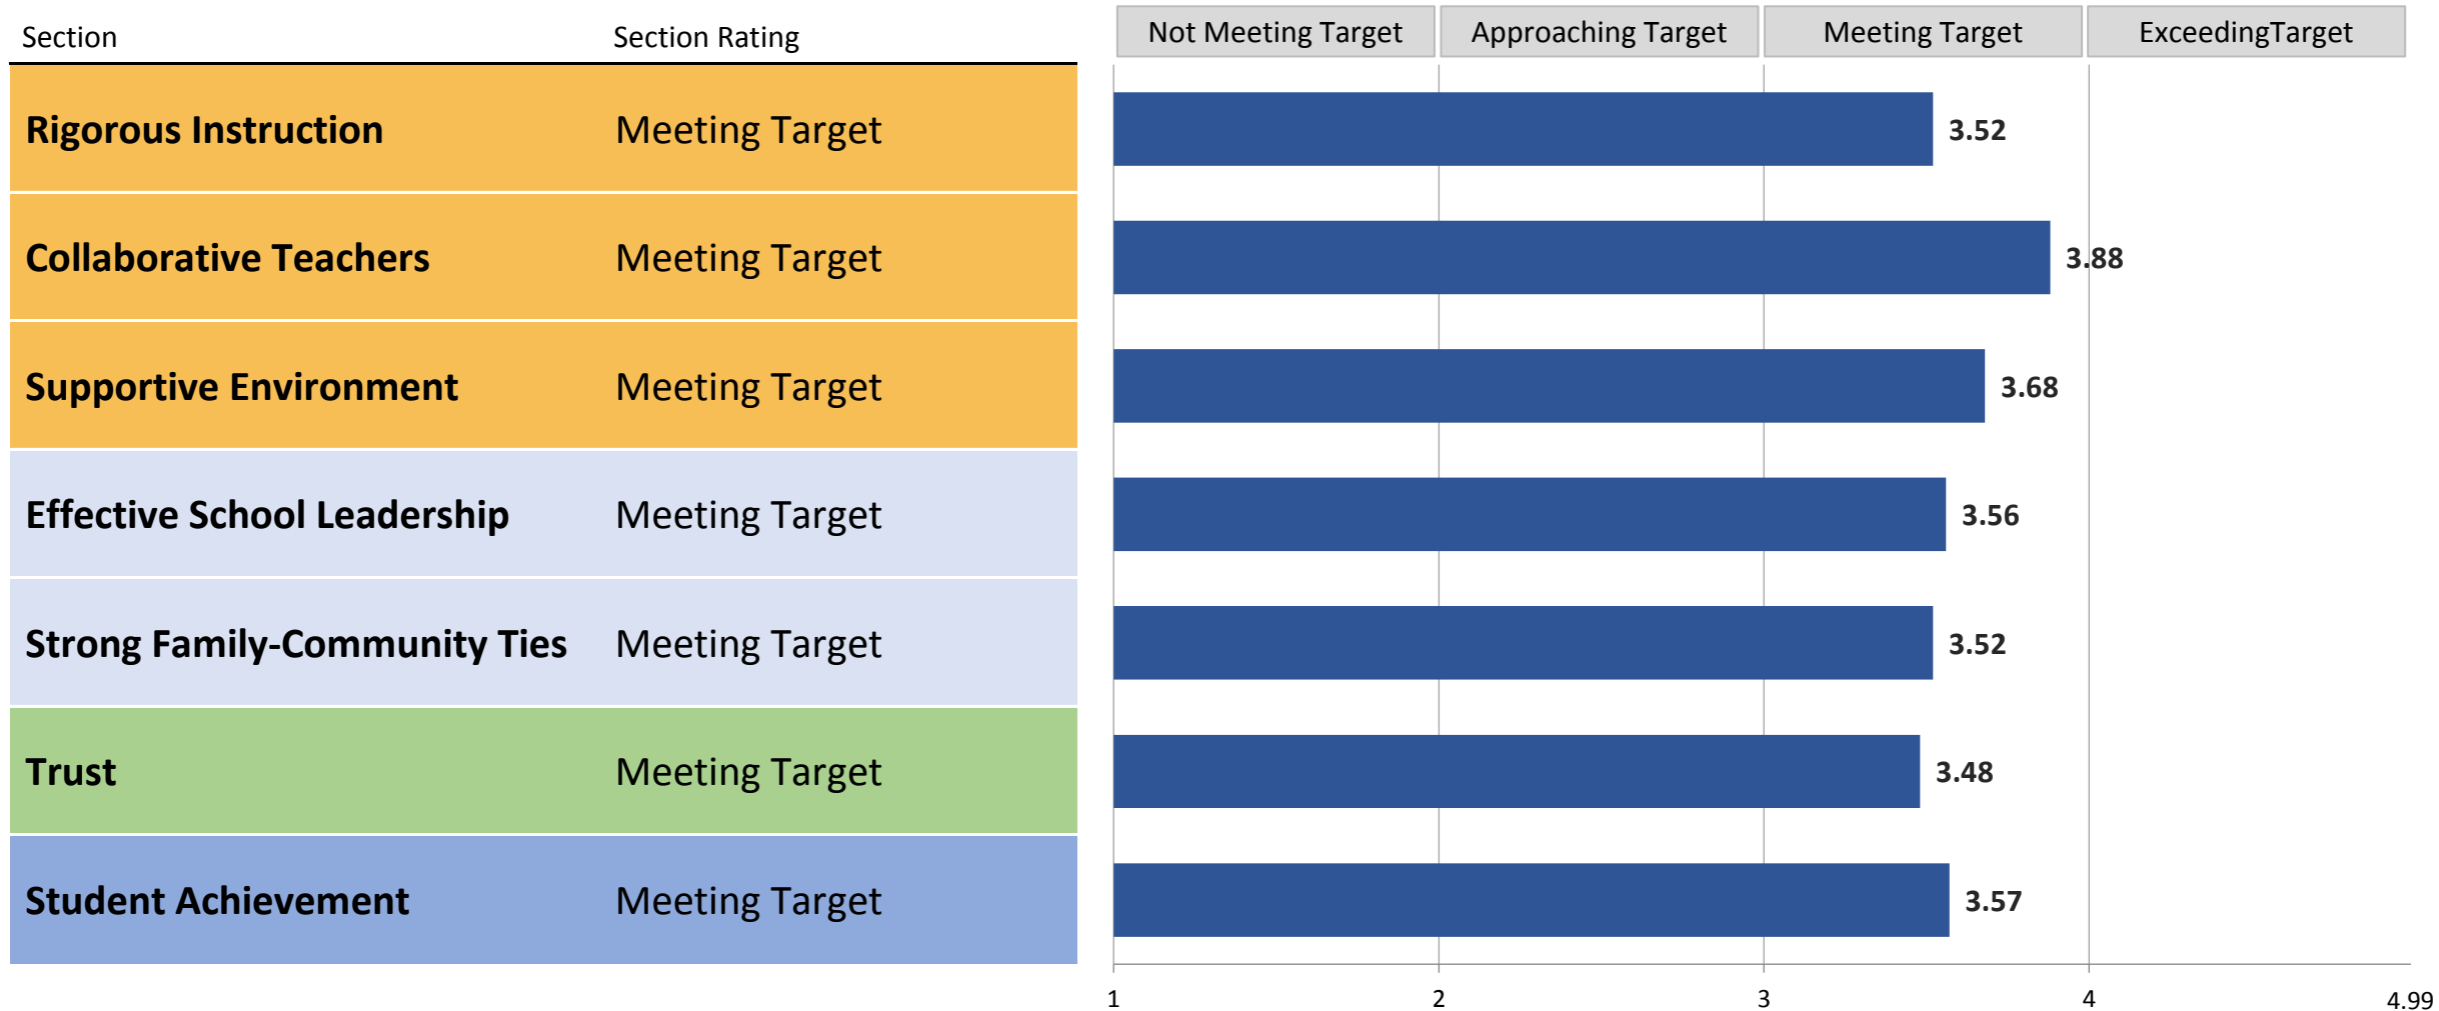 Section Section Rating Not Meeting Target Approaching Target Meeting Target ExceedingTarget
Rigorous Instruction Meeting Target 3.52
Collaborative Teachers Meeting Target 3.88
Supportive Environment Meeting Target 3.68
Effective School Leadership Meeting Target 3.56
Strong Family-Community Ties Meeting Target 3.52
Trust Meeting Target 3.48
Student Achievement Meeting Target 3.57
1 2 3 4 4.99